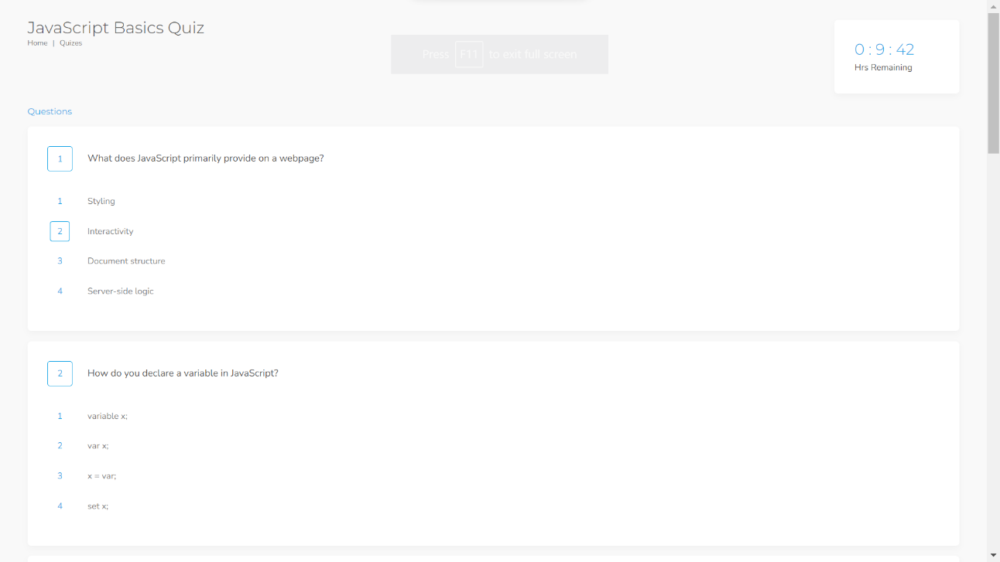 JavaScript Basics Quiz
Home | Quizes
Press F11 to exit full screen
0 : 9 : 42
Hrs Remaining
Questions
1 What does JavaScript primarily provide on a webpage?
1 Styling
2 Interactivity
3 Document structure
4 Server-side logic
2 How do you declare a variable in JavaScript?
1 variable x;
2 var x;
3 x = var;
4 set x;